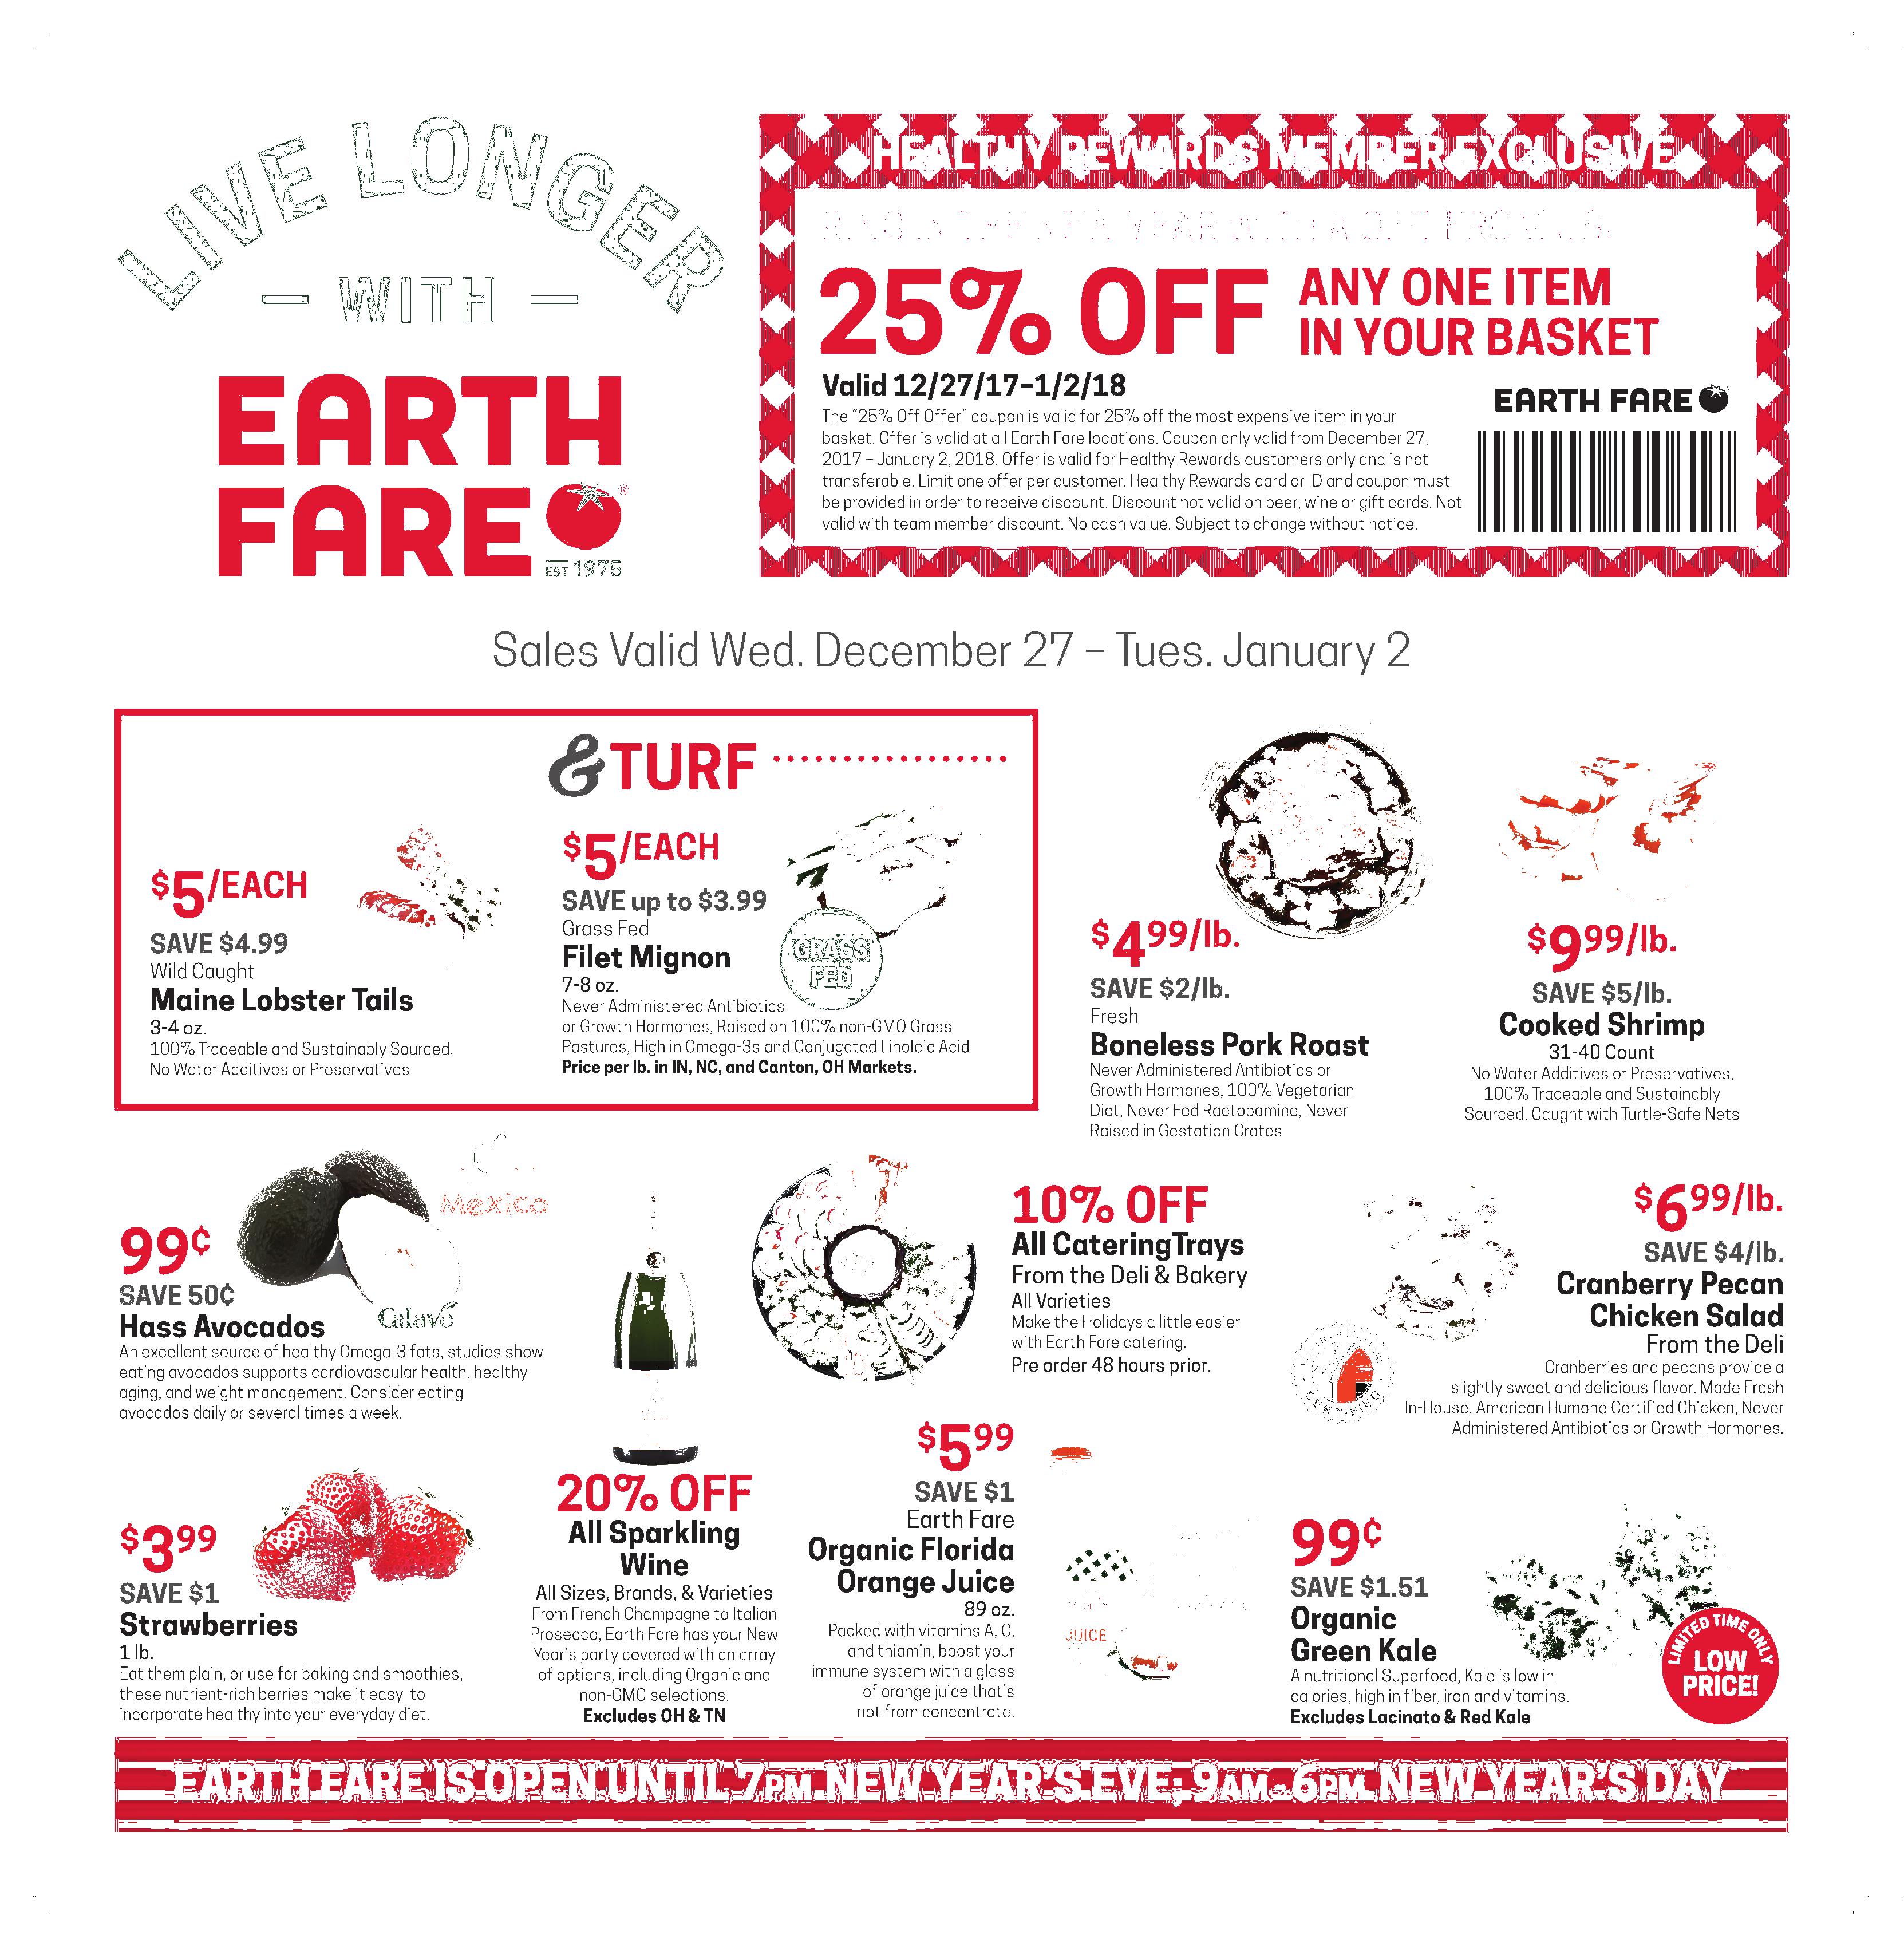 LIVE LONGER
WITH
EARTH
FARE
®
EST 1975
HEALTHY REWARDS MEMBER EXCLUSIVE
25% OFF
ANY ONE ITEM
IN YOUR BASKET
Valid 12/27/17–1/2/18
The “25% Off Offer” coupon is valid for 25% off the most expensive item in your
basket. Offer is valid at all Earth Fare locations. Coupon only valid from December 27,
2017 – January 2, 2018. Offer is valid for Healthy Rewards customers only and is not
transferable. Limit one offer per customer. Healthy Rewards card or ID and coupon must
be provided in order to receive discount. Discount not valid on beer, wine or gift cards. Not
valid with team member discount. No cash value. Subject to change without notice.
EARTH FARE
Sales Valid Wed. December 27 – Tues. January 2
& TURF
$5/EACH
SAVE $4.99
Wild Caught
Maine Lobster Tails
3-4 oz.
100% Traceable and Sustainably Sourced,
No Water Additives or Preservatives
$5/EACH
SAVE up to $3.99
Grass Fed
Filet Mignon
7-8 oz.
Never Administered Antibiotics
or Growth Hormones, Raised on 100% non-GMO Grass
Pastures, High in Omega-3s and Conjugated Linoleic Acid
Price per lb. in IN, NC, and Canton, OH Markets.
GRASS
FED
$4.99/lb.
SAVE $2/lb.
Fresh
Boneless Pork Roast
Never Administered Antibiotics or
Growth Hormones, 100% Vegetarian
Diet, Never Fed Ractopamine, Never
Raised in Gestation Crates
$9.99/lb.
SAVE $5/lb.
Cooked Shrimp
31-40 Count
No Water Additives or Preservatives,
100% Traceable and Sustainably
Sourced, Caught with Turtle-Safe Nets
Mexico
99¢
SAVE 50¢
Hass Avocados
Calavo
An excellent source of healthy Omega-3 fats, studies show
eating avocados supports cardiovascular health, healthy
aging, and weight management. Consider eating
avocados daily or several times a week.
10% OFF
All CateringTrays
From the Deli & Bakery
All Varieties
Make the Holidays a little easier
with Earth Fare catering.
Pre order 48 hours prior.
$6.99/lb.
SAVE $4/lb.
Cranberry Pecan
Chicken Salad
From the Deli
Cranberries and pecans provide a
slightly sweet and delicious flavor. Made Fresh
In-House, American Humane Certified Chicken, Never
Administered Antibiotics or Growth Hormones.
CERTIFIED
$3.99
SAVE $1
Strawberries
1 lb.
Eat them plain, or use for baking and smoothies,
these nutrient-rich berries make it easy to
incorporate healthy into your everyday diet.
20% OFF
All Sparkling
Wine
All Sizes, Brands, & Varieties
From French Champagne to Italian
Prosecco, Earth Fare has your New
Year's party covered with an array
of options, including Organic and
non-GMO selections.
Excludes OH & TN
$5.99
SAVE $1
Earth Fare
Organic Florida
Orange Juice
89 oz.
Packed with vitamins A, C,
and thiamin, boost your
immune system with a glass
of orange juice that's
not from concentrate.
JUICE
99¢
SAVE $1.51
Organic
Green Kale
A nutritional Superfood, Kale is low in
calories, high in fiber, iron and vitamins.
Excludes Lacinato & Red Kale
LIMITED TIME ONLY
LOW
PRICE!
EARTH FARE IS OPEN UNTIL 7PM NEW YEAR'S EVE; 9AM-6PM NEW YEAR'S DAY